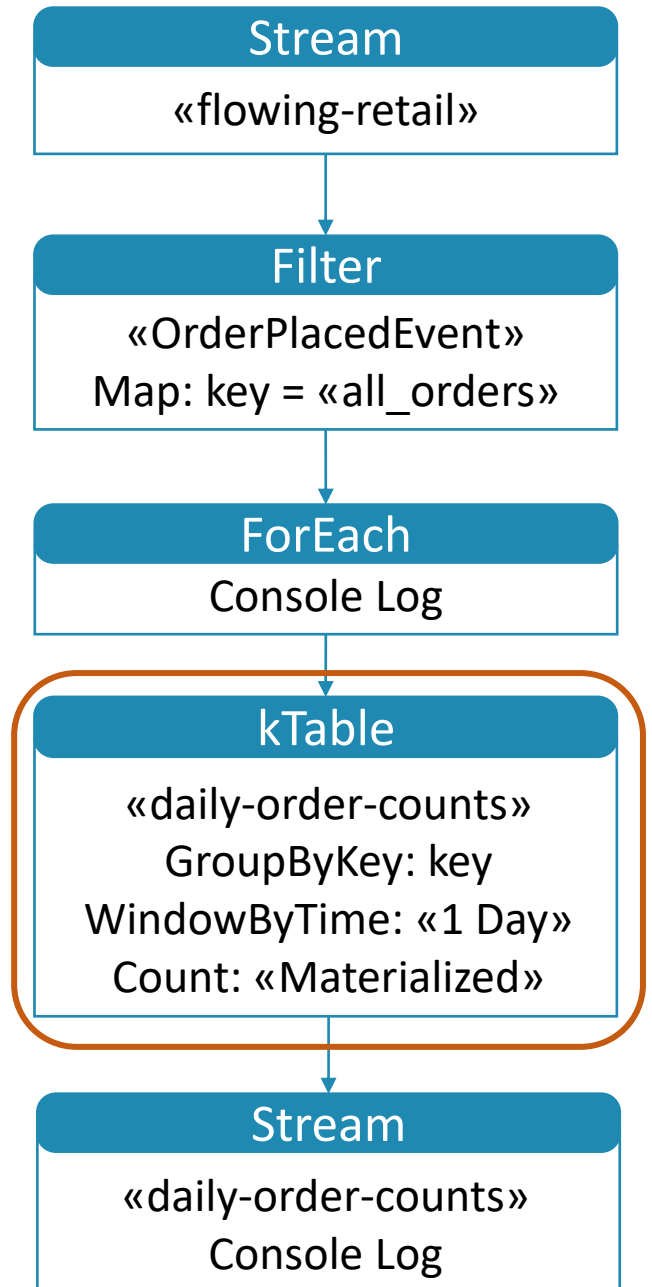 Stream
«flowing-retail»
Filter
«OrderPlacedEvent»
Map: key = «all_orders»
ForEach
Console Log
kTable
«daily-order-counts»
GroupByKey: key
WindowByTime: «1 Day»
Count: «Materialized»
Stream
«daily-order-counts»
Console Log